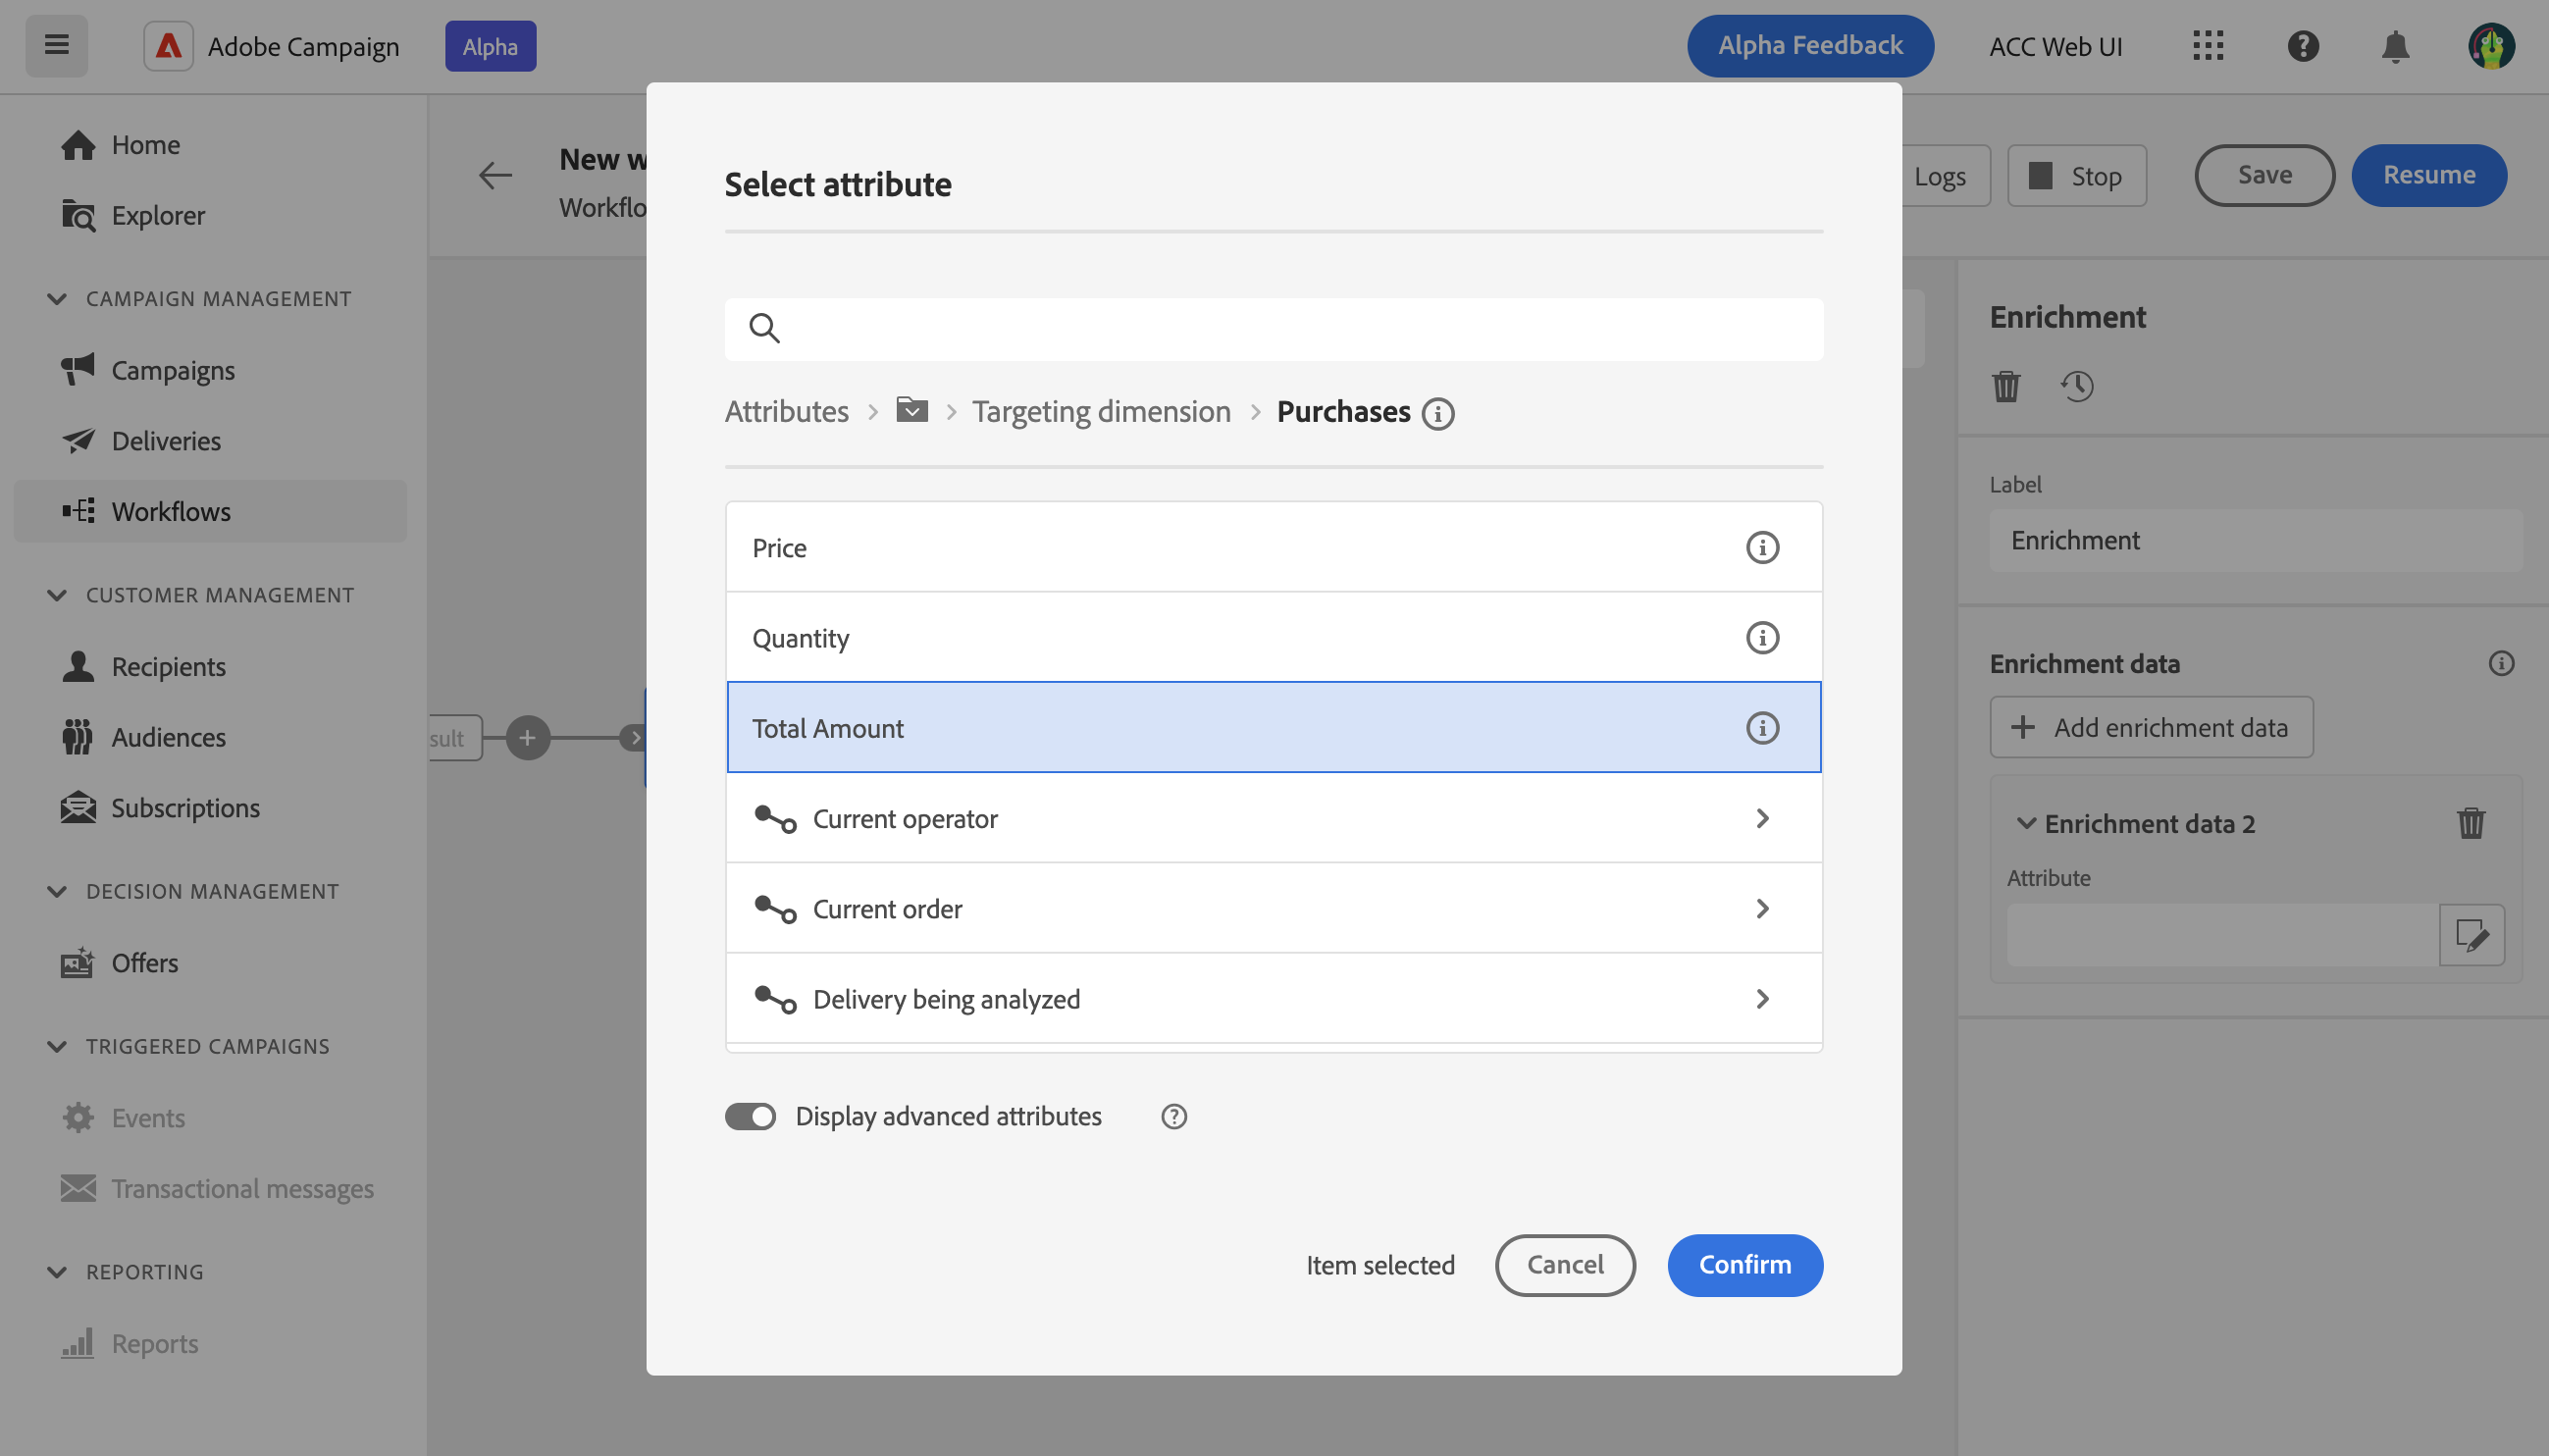 Adobe Campaign
Alpha
Alpha Feedback
ACC Web UI
Home
Explorer
CAMPAIGN MANAGEMENT
Campaigns
Deliveries
Workflows
CUSTOMER MANAGEMENT
Recipients
Audiences
Subscriptions
DECISION MANAGEMENT
Offers
TRIGGERED CAMPAIGNS
Events
Transactional messages
REPORTING
Reports
New w
Workflo
sult
Logs
Stop
Save
Resume
Select attribute
Attributes > > Targeting dimension > Purchases
Price
Quantity
Total Amount
Current operator
Current order
Delivery being analyzed
Display advanced attributes
Item selected
Cancel
Confirm
Enrichment
Label
Enrichment
Enrichment data
Add enrichment data
Enrichment data 2
Attribute